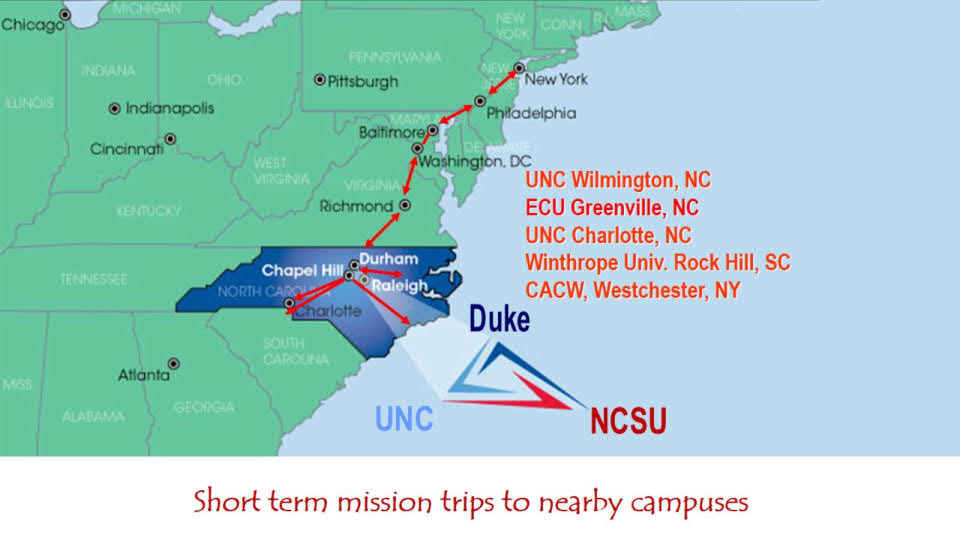 MICHIGAN
Chicago
NEW
YORK
MASS
CONN.
R.I.
PENNSYLVANIA
INDIANA
OHIO
Pittsburgh
NEW
JERSEY
New York
ILLINOIS
Indianapolis
Philadelphia
MARYLAND
Baltimore
Cincinnati
DELAWARE
Washington, DC
WEST
VIRGINIA
VIRGINIA
UNC Wilmington, NC
KENTUCKY
Richmond
ECU Greenville, NC
UNC Charlotte, NC
Durham
Winthrope Univ. Rock Hill, SC
TENNESSEE
Chapel Hill
Raleigh
NORTH CAROLINA
CACW, Westchester, NY
Charlotte
Duke
SOUTH
CAROLINA
Atlanta
MISS.
ALABAMA
GEORGIA
UNC
NCSU
Short term mission trips to nearby campuses